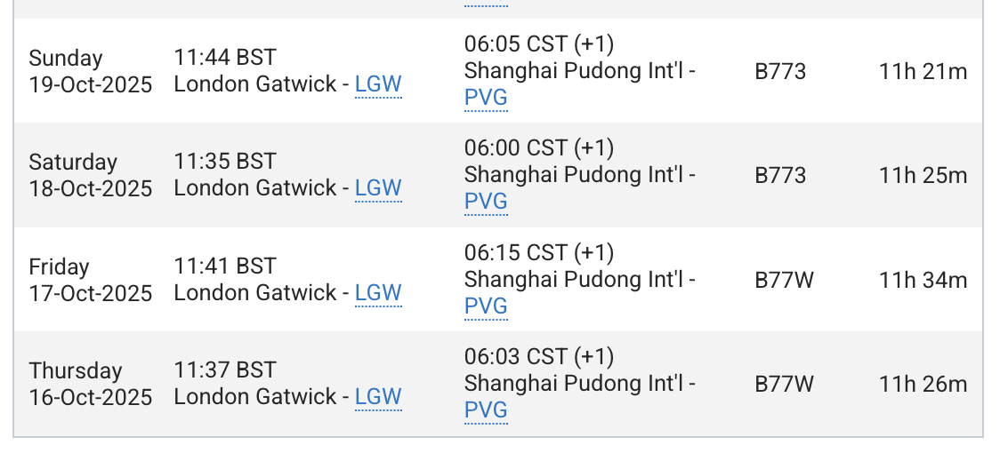 Sunday
19-Oct-2025
11:44 BST
London Gatwick - LGW
06:05 CST (+1)
Shanghai Pudong Int'l -
PVG
B773
11h 21m
Saturday
18-Oct-2025
11:35 BST
London Gatwick - LGW
06:00 CST (+1)
Shanghai Pudong Int'l -
PVG
B773
11h 25m
Friday
17-Oct-2025
11:41 BST
London Gatwick - LGW
06:15 CST (+1)
Shanghai Pudong Int'l -
PVG
B77W
11h 34m
Thursday
16-Oct-2025
11:37 BST
London Gatwick - LGW
06:03 CST (+1)
Shanghai Pudong Int'l -
PVG
B77W
11h 26m